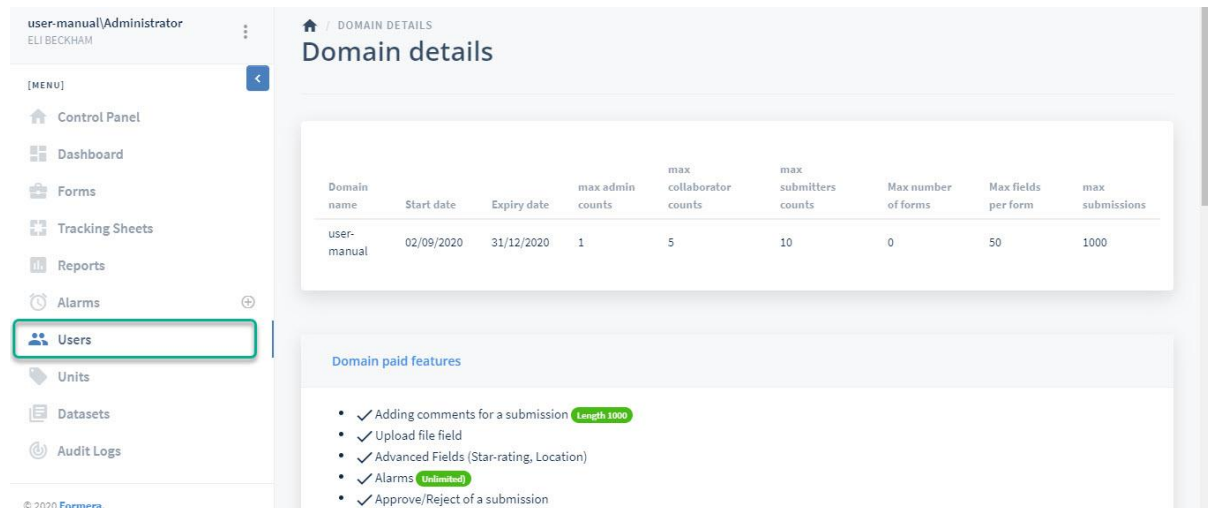 user-manual\Administrator
ELI BECKHAM
[MENU]
Control Panel
Dashboard
Forms
Tracking Sheets
Reports
Alarms
Users
Units
Datasets
Audit Logs
© 2020 Formera
/ DOMAIN DETAILS
Domain details
Domain name Start date Expiry date max admin counts max collaborator counts max submitters counts Max number of forms Max fields per form max submissions
user-manual 02/09/2020 31/12/2020 1 5 10 0 50 1000
Domain paid features
Adding comments for a submission Length 1000
Upload file field
Advanced Fields (Star-rating, Location)
Alarms Unlimited)
Approve/Reject of a submission